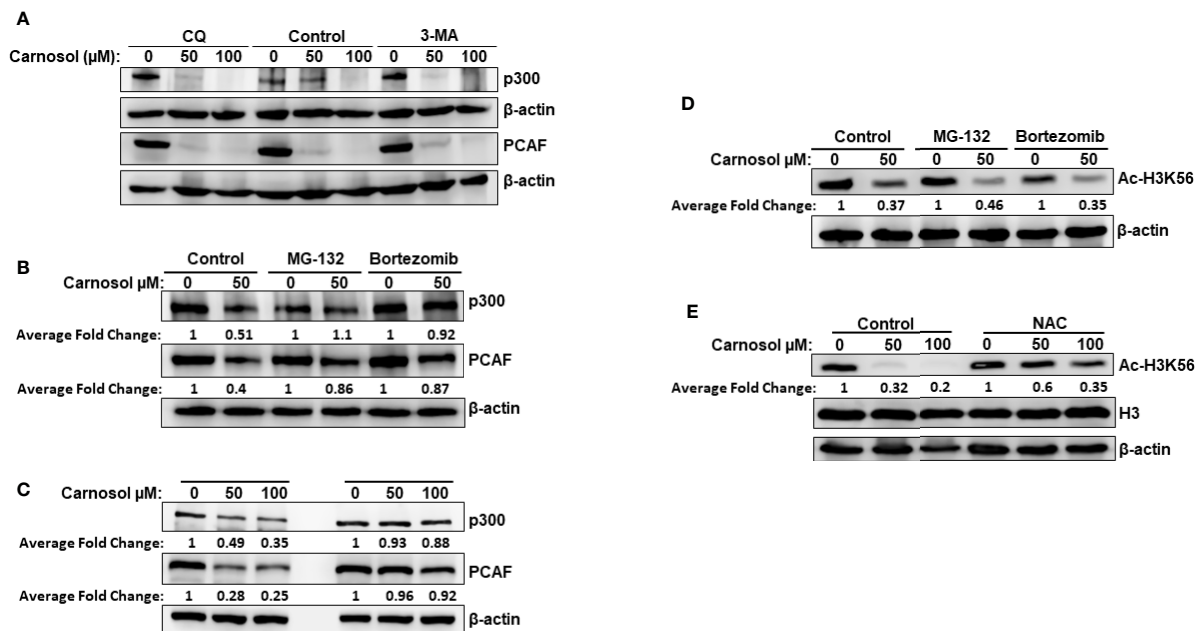 A
CQ Control 3-MA
Carnosol (µM): 0 50 100 0 50 100 0 50 100
p300
β-actin
PCAF
β-actin
B
Control MG-132 Bortezomib
Carnosol µM: 0 50 0 50 0 50
p300
Average Fold Change: 1 0.51 1 1.1 1 0.92
PCAF
Average Fold Change: 1 0.4 1 0.86 1 0.87
β-actin
C
Carnosol µM: 0 50 100 0 50 100
p300
Average Fold Change: 1 0.49 0.35 1 0.93 0.88
PCAF
Average Fold Change: 1 0.28 0.25 1 0.96 0.92
β-actin
D
Control MG-132 Bortezomib
Carnosol µM: 0 50 0 50 0 50
Ac-H3K56
Average Fold Change: 1 0.37 1 0.46 1 0.35
β-actin
E
Control NAC
Carnosol µM: 0 50 100 0 50 100
Ac-H3K56
Average Fold Change: 1 0.32 0.2 1 0.6 0.35
H3
β-actin